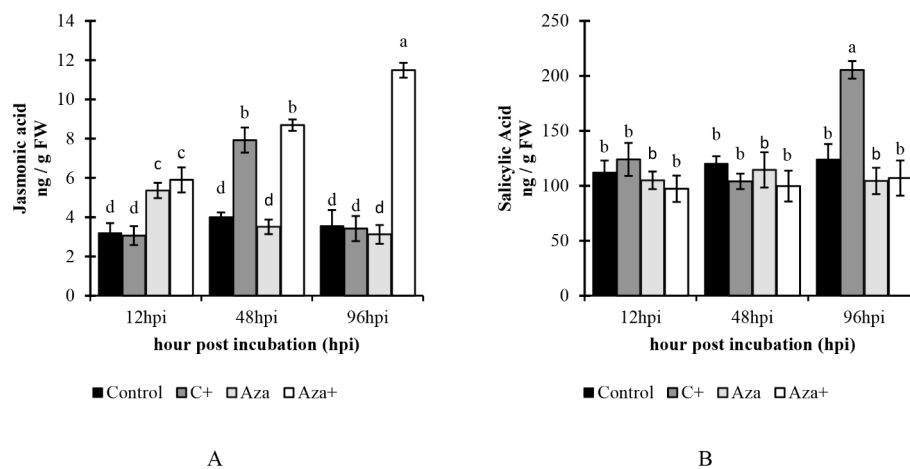 Jasmonic acid
ng / g FW
14
12
10
8
6
4
2
0
d
d
c
c
d
b
d
b
d
d
d
a
12hpi 48hpi 96hpi
hour post incubation (hpi)
Control C+ Aza Aza+
A
Salicylic Acid
ng / g FW
250
200
150
100
50
0
b
b
b
b
b
b
b
b
b
a
b
b
12hpi 48hpi 96hpi
hour post incubation (hpi)
Control C+ Aza Aza+
B